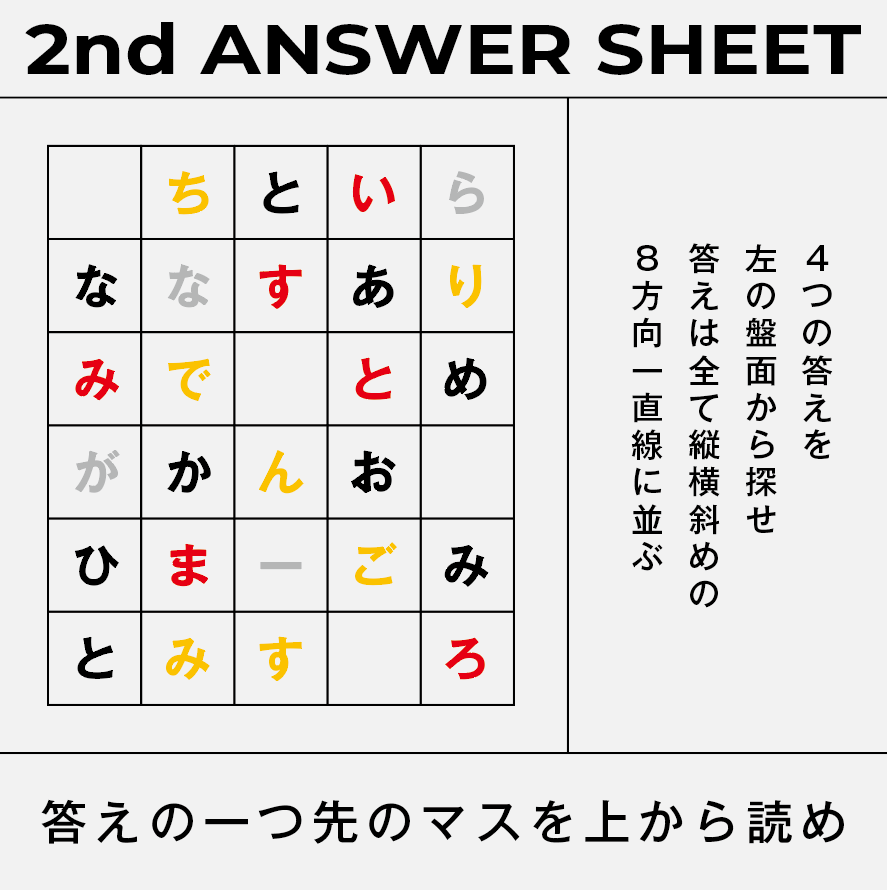 2nd ANSWER SHEET
ちといら
ななすあり
みでとめ
がかんお
ひまーごみ
とみすろ
4つの答えを
左の盤面から探せ
答えは全て縦横斜めの
8方向一直線に並ぶ
答えの一つ先のマスを上から読め